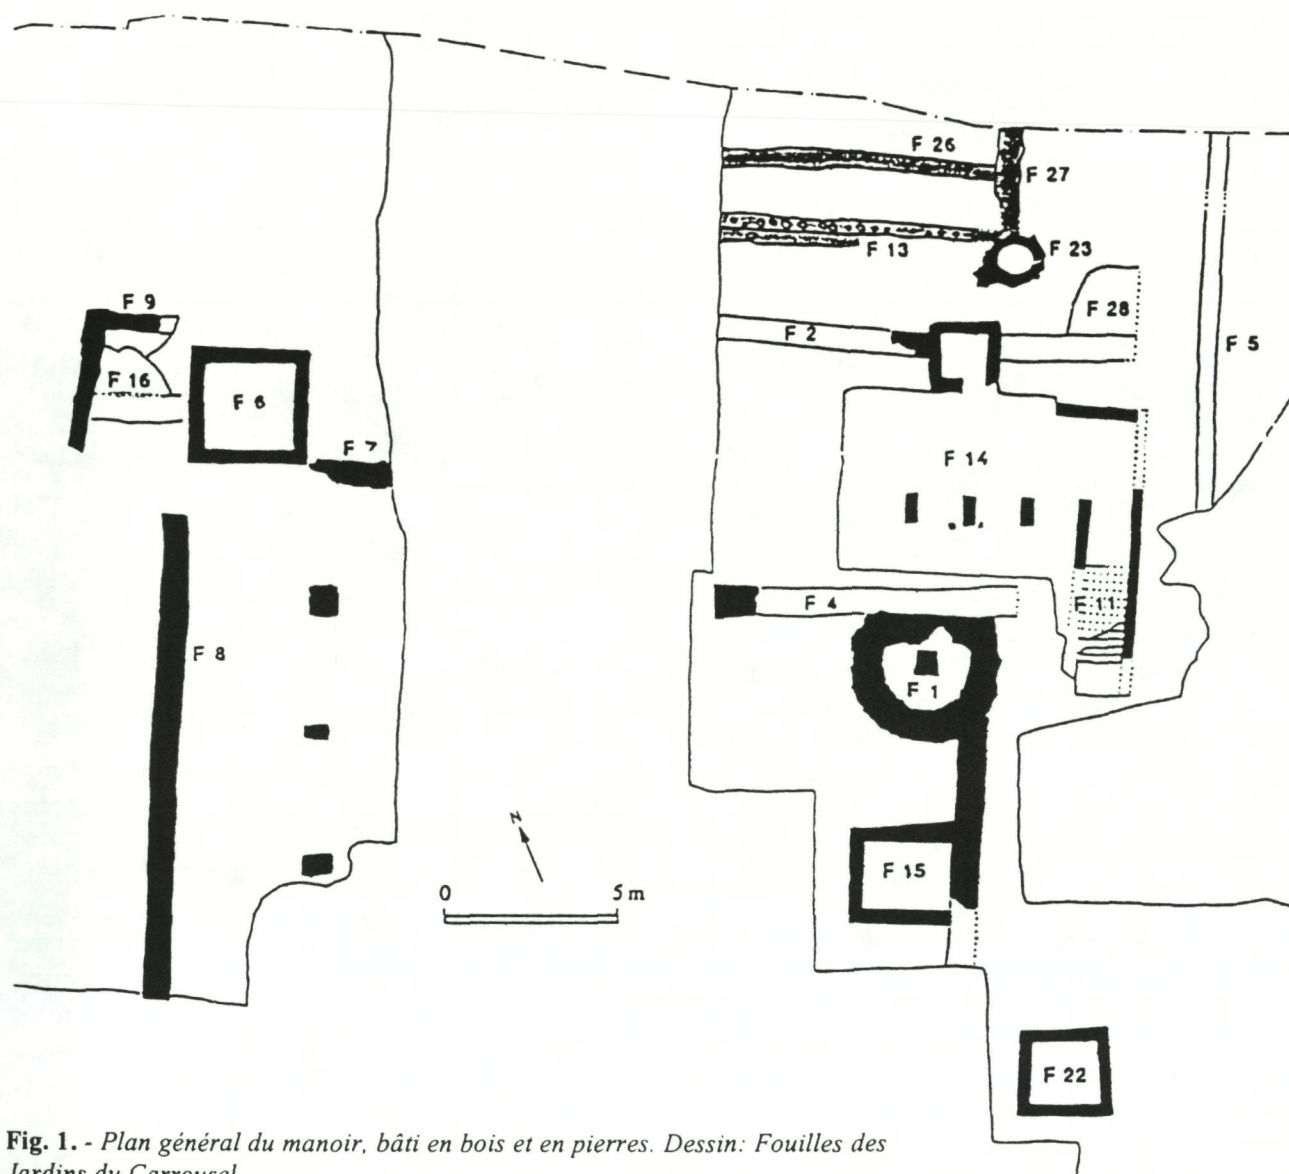 F 26
F 27
F 13
F 23
F 9
F 28
F 2
F 5
F 16
F 6
F 7
F 14
F 4
F 11
F 8
F 1
N
F 15
0 5 m
F 22
Fig. 1. - Plan général du manoir, bâti en bois et en pierres. Dessin: Fouilles des
Jardins du Carrousel